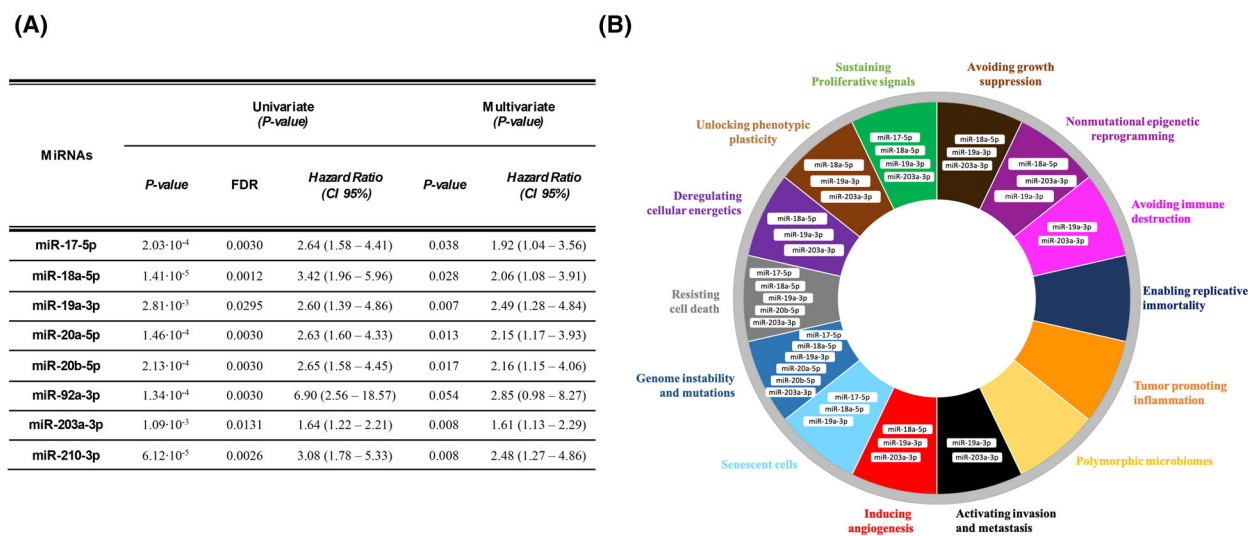 (A)
Univariate
(P-value)
Multivariate
(P-value)
MiRNAs
P-value
FDR
Hazard Ratio
(CI 95%)
P-value
Hazard Ratio
(CI 95%)
miR-17-5p 2.03·10⁻⁴ 0.0030 2.64 (1.58 – 4.41) 0.038 1.92 (1.04 – 3.56)
miR-18a-5p 1.41·10⁻⁵ 0.0012 3.42 (1.96 – 5.96) 0.028 2.06 (1.08 – 3.91)
miR-19a-3p 2.81·10⁻³ 0.0295 2.60 (1.39 – 4.86) 0.007 2.49 (1.28 – 4.84)
miR-20a-5p 1.46·10⁻⁴ 0.0030 2.63 (1.60 – 4.33) 0.013 2.15 (1.17 – 3.93)
miR-20b-5p 2.13·10⁻⁴ 0.0030 2.65 (1.58 – 4.45) 0.017 2.16 (1.15 – 4.06)
miR-92a-3p 1.34·10⁻⁴ 0.0030 6.90 (2.56 – 18.57) 0.054 2.85 (0.98 – 8.27)
miR-203a-3p 1.09·10⁻³ 0.0131 1.64 (1.22 – 2.21) 0.008 1.61 (1.13 – 2.29)
miR-210-3p 6.12·10⁻⁵ 0.0026 3.08 (1.78 – 5.33) 0.008 2.48 (1.27 – 4.86)
(B)
Sustaining
Proliferative signals
miR-17-5p
miR-18a-5p
miR-19a-3p
miR-203a-3p
Avoiding growth
suppression
miR-18a-5p
miR-19a-3p
miR-203a-3p
Nonmutational epigenetic
reprogramming
miR-18a-5p
miR-203a-3p
miR-19a-3p
Avoiding immune
destruction
miR-19a-3p
miR-203a-3p
Enabling replicative
immortality
Tumor promoting
inflammation
Polymorphic microbiomes
Activating invasion
and metastasis
miR-19a-3p
miR-203a-3p
Inducing
angiogenesis
miR-18a-5p
miR-19a-3p
miR-203a-3p
Senescent cells
miR-17-5p
miR-18a-5p
miR-19a-3p
Genome instability
and mutations
miR-17-5p
miR-18a-5p
miR-19a-3p
miR-20a-5p
miR-20b-5p
miR-203a-3p
Resisting
cell death
miR-17-5p
miR-18a-5p
miR-19a-3p
miR-20b-5p
miR-203a-3p
Deregulating
cellular energetics
miR-18a-5p
miR-19a-3p
miR-203a-3p
Unlocking phenotypic
plasticity
miR-18a-5p
miR-19a-3p
miR-203a-3p